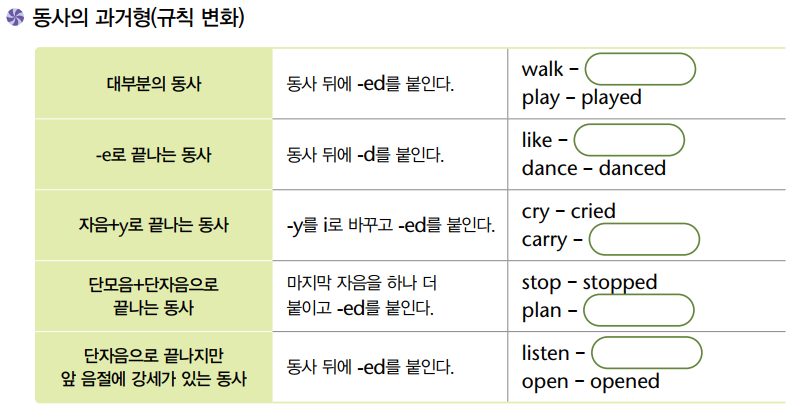 동사의 과거형(규칙 변화)
대부분의 동사
동사 뒤에 -ed를 붙인다.
walk –
play – played
-e로 끝나는 동사
동사 뒤에 -d를 붙인다.
like –
dance – danced
자음+y로 끝나는 동사
-y를 i로 바꾸고 -ed를 붙인다.
cry – cried
carry –
단모음+단자음으로
끝나는 동사
마지막 자음을 하나 더
붙이고 -ed를 붙인다.
stop – stopped
plan –
단자음으로 끝나지만
앞 음절에 강세가 있는 동사
동사 뒤에 -ed를 붙인다.
listen –
open – opened